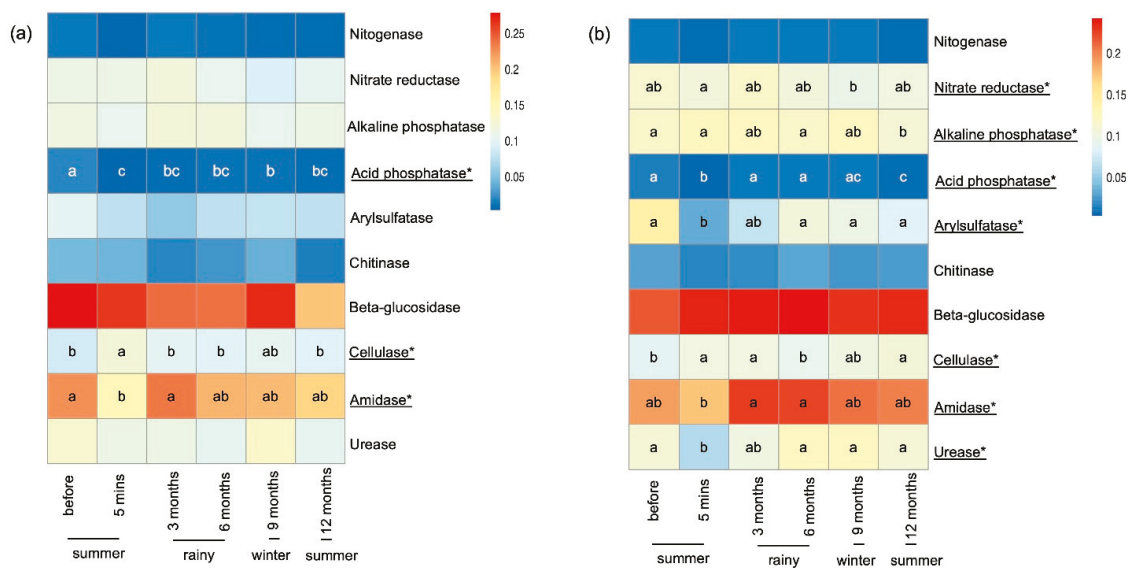 (a)
Nitogenase
Nitrate reductase
Alkaline phosphatase
a c bc bc b bc Acid phosphatase*
Arylsulfatase
Chitinase
Beta-glucosidase
b a b b ab b Cellulase*
a b a ab ab ab Amidase*
Urease
0.25
0.2
0.15
0.1
0.05
before
5 mins
3 months
6 months
9 months
12 months
summer
rainy
winter
summer
(b)
Nitogenase
ab a ab ab b ab Nitrate reductase*
a a ab a ab b Alkaline phosphatase*
a b a a ac c Acid phosphatase*
a b ab a a a Arylsulfatase*
Chitinase
Beta-glucosidase
b a a b ab a Cellulase*
ab b a a ab ab Amidase*
a b ab a a a Urease*
0.2
0.15
0.1
0.05
before
5 mins
3 months
6 months
9 months
12 months
summer
rainy
winter
summer